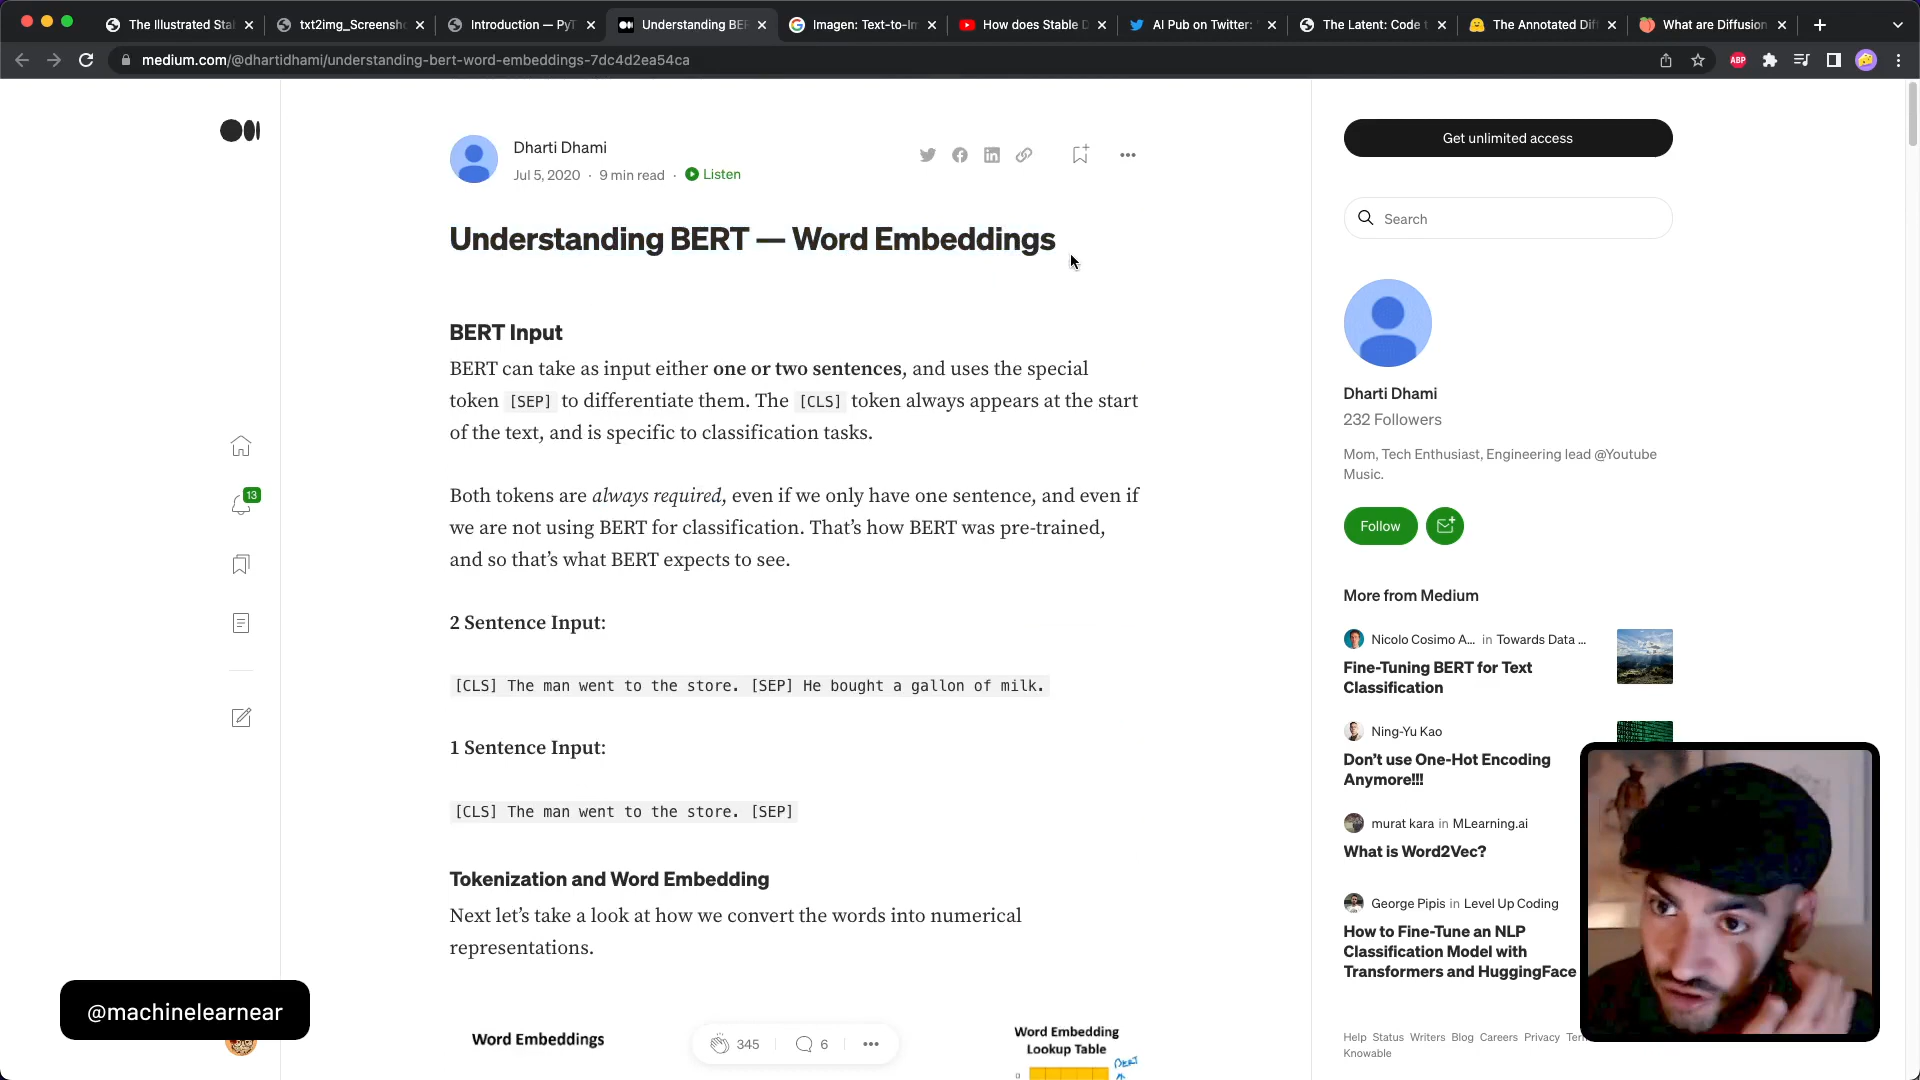 The Illustrated Sta
txt2img_Screensh
Introduction — PyT
Understanding BER
Imagen: Text-to-Im
How does Stable D
AI Pub on Twitter:
The Latent: Code t
The Annotated Diff
What are Diffusion
medium.com/@dhartidhami/understanding-bert-word-embeddings-7dc4d2ea54ca
ABP
Dharti Dhami
Jul 5, 2020 · 9 min read · Listen
Get unlimited access
Search
Understanding BERT — Word Embeddings
BERT Input
BERT can take as input either one or two sentences, and uses the special
token [SEP] to differentiate them. The [CLS] token always appears at the start
of the text, and is specific to classification tasks.
Both tokens are always required, even if we only have one sentence, and even if
we are not using BERT for classification. That’s how BERT was pre-trained,
and so that’s what BERT expects to see.
2 Sentence Input:
[CLS] The man went to the store. [SEP] He bought a gallon of milk.
1 Sentence Input:
[CLS] The man went to the store. [SEP]
Tokenization and Word Embedding
Next let’s take a look at how we convert the words into numerical
representations.
Word Embeddings
345
6
Word Embedding
Lookup Table
BERT
0
13
Dharti Dhami
232 Followers
Mom, Tech Enthusiast, Engineering lead @Youtube
Music.
Follow
More from Medium
Nicolo Cosimo A... in Towards Data ...
Fine-Tuning BERT for Text
Classification
Ning-Yu Kao
Don’t use One-Hot Encoding
Anymore!!!
murat kara in MLearning.ai
What is Word2Vec?
George Pipis in Level Up Coding
How to Fine-Tune an NLP
Classification Model with
Transformers and HuggingFace
Help Status Writers Blog Careers Privacy Ter
Knowable
@machinelearnear